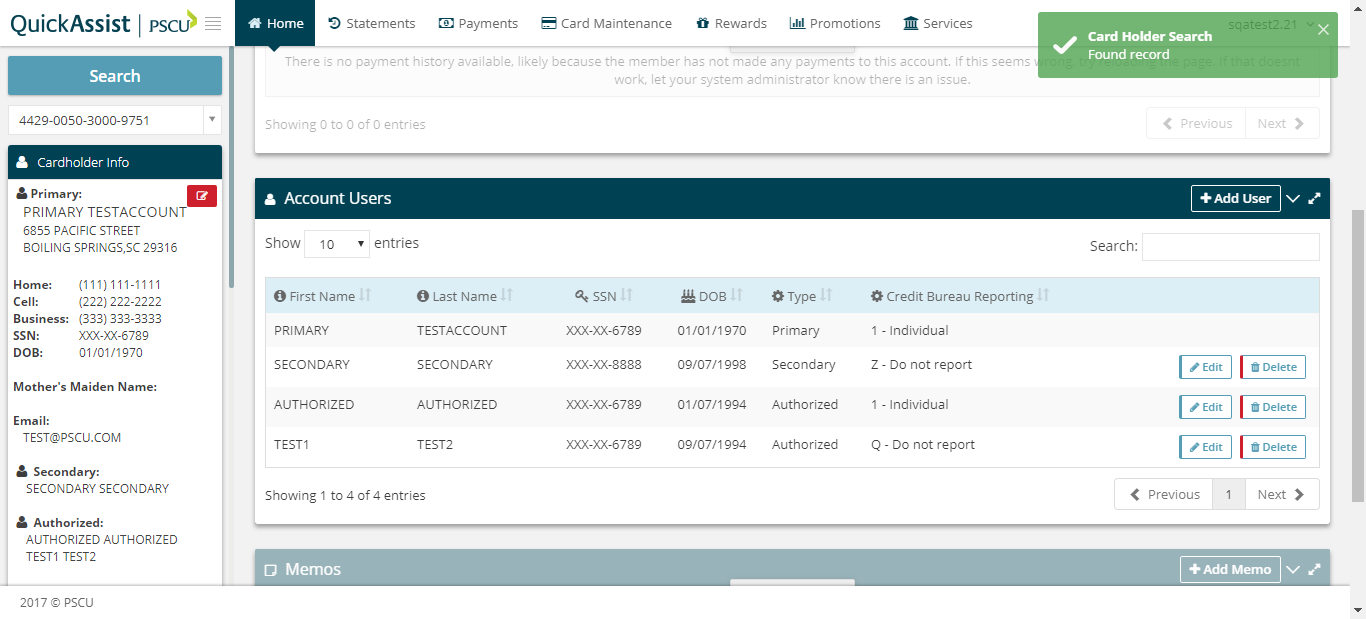 QuickAssist | PSCU
Home
Statements
Payments
Card Maintenance
Rewards
Promotions
Services
sqatest2.21
Card Holder Search
Found record
Search
4429-0050-3000-9751
Cardholder Info
Primary:
PRIMARY TESTACCOUNT
6855 PACIFIC STREET
BOILING SPRINGS,SC 29316
Home: (111) 111-1111
Cell: (222) 222-2222
Business: (333) 333-3333
SSN: XXX-XX-6789
DOB: 01/01/1970
Mother's Maiden Name:
Email:
TEST@PSCU.COM
Secondary:
SECONDARY SECONDARY
Authorized:
AUTHORIZED AUTHORIZED
TEST1 TEST2
There is no payment history available, likely because the member has not made any payments to this account. If this seems wrong, try reloading the page. If that doesnt
work, let your system administrator know there is an issue.
Showing 0 to 0 of 0 entries
Previous Next
Account Users
Add User
Show 10 entries
Search:
First Name Last Name SSN DOB Type Credit Bureau Reporting
PRIMARY TESTACCOUNT XXX-XX-6789 01/01/1970 Primary 1 - Individual
SECONDARY SECONDARY XXX-XX-8888 09/07/1998 Secondary Z - Do not report Edit Delete
AUTHORIZED AUTHORIZED XXX-XX-6789 01/07/1994 Authorized 1 - Individual Edit Delete
TEST1 TEST2 XXX-XX-6789 09/07/1994 Authorized Q - Do not report Edit Delete
Showing 1 to 4 of 4 entries
Previous 1 Next
Memos
Add Memo
2017 © PSCU